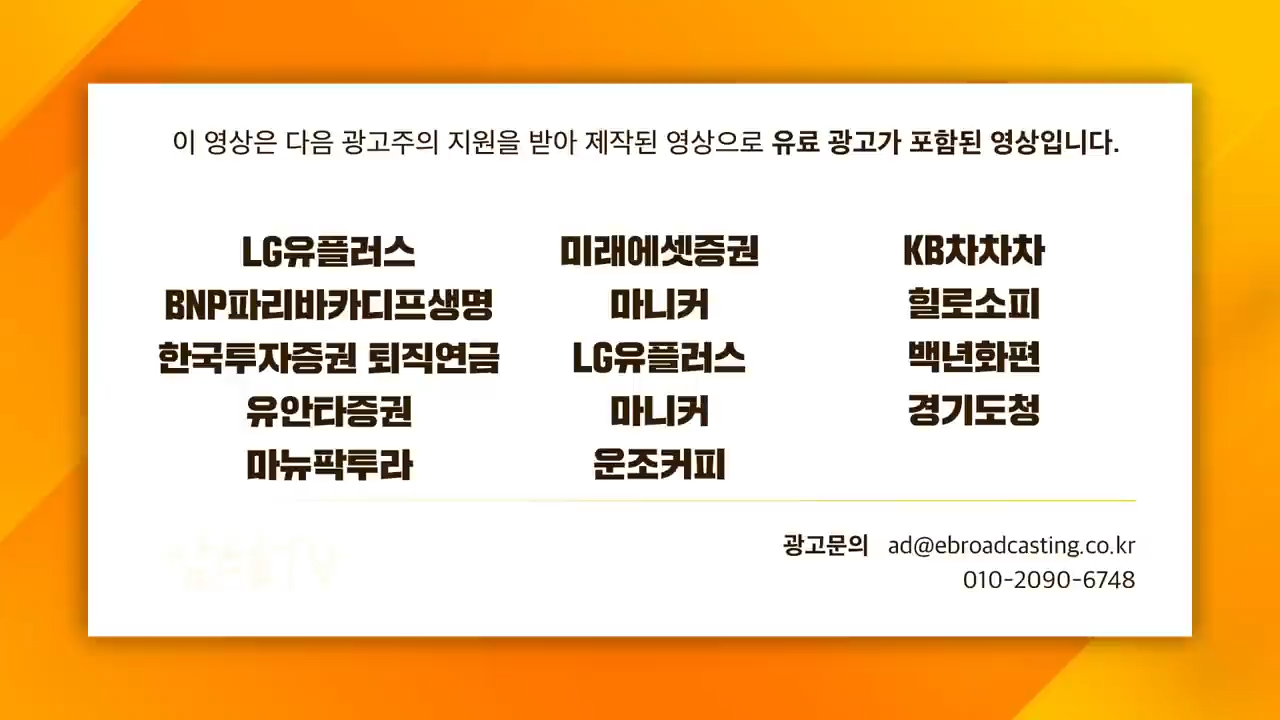 이 영상은 다음 광고주의 지원을 받아 제작된 영상으로 유료 광고가 포함된 영상입니다.
LG유플러스 미래에셋증권 KB차차차
BNP파리바카디프생명 마니커 힐로소피
한국투자증권 퇴직연금 LG유플러스 백년화편
유안타증권 마니커 경기도청
마뉴팍투라 운조커피
광고문의 ad@ebroadcasting.co.kr
010-2090-6748